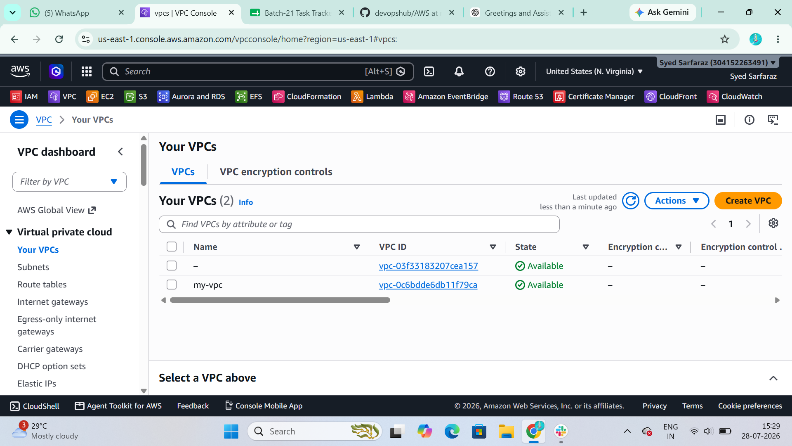 (5) WhatsApp
vpcs | VPC Console
Batch-21 Task Tracke
devopshub/AWS at
Greetings and Assis
Ask Gemini
us-east-1.console.aws.amazon.com/vpcconsole/home?region=us-east-1#vpcs:
aws
Search
[Alt+S]
United States (N. Virginia)
Syed Sarfaraz (304152263491)
Syed Sarfaraz
IAM
VPC
EC2
S3
Aurora and RDS
EFS
CloudFormation
Lambda
Amazon EventBridge
Route 53
Certificate Manager
CloudFront
CloudWatch
VPC
Your VPCs
VPC dashboard
Filter by VPC
AWS Global View
Virtual private cloud
Your VPCs
Subnets
Route tables
Internet gateways
Egress-only internet
gateways
Carrier gateways
DHCP option sets
Elastic IPs
Your VPCs
VPCs
VPC encryption controls
Your VPCs (2) Info
Last updated
less than a minute ago
Actions
Create VPC
Find VPCs by attribute or tag
1
Name
VPC ID
State
Encryption c...
Encryption control ...
–
vpc-03f33183207cea157
Available
–
–
my-vpc
vpc-0c6bdde6db11f79ca
Available
–
–
Select a VPC above
CloudShell
Agent Toolkit for AWS
Feedback
Console Mobile App
© 2026, Amazon Web Services, Inc. or its affiliates.
Privacy
Terms
Cookie preferences
3
29°C
Mostly cloudy
Search
ENG
IN
15:29
28-07-2026